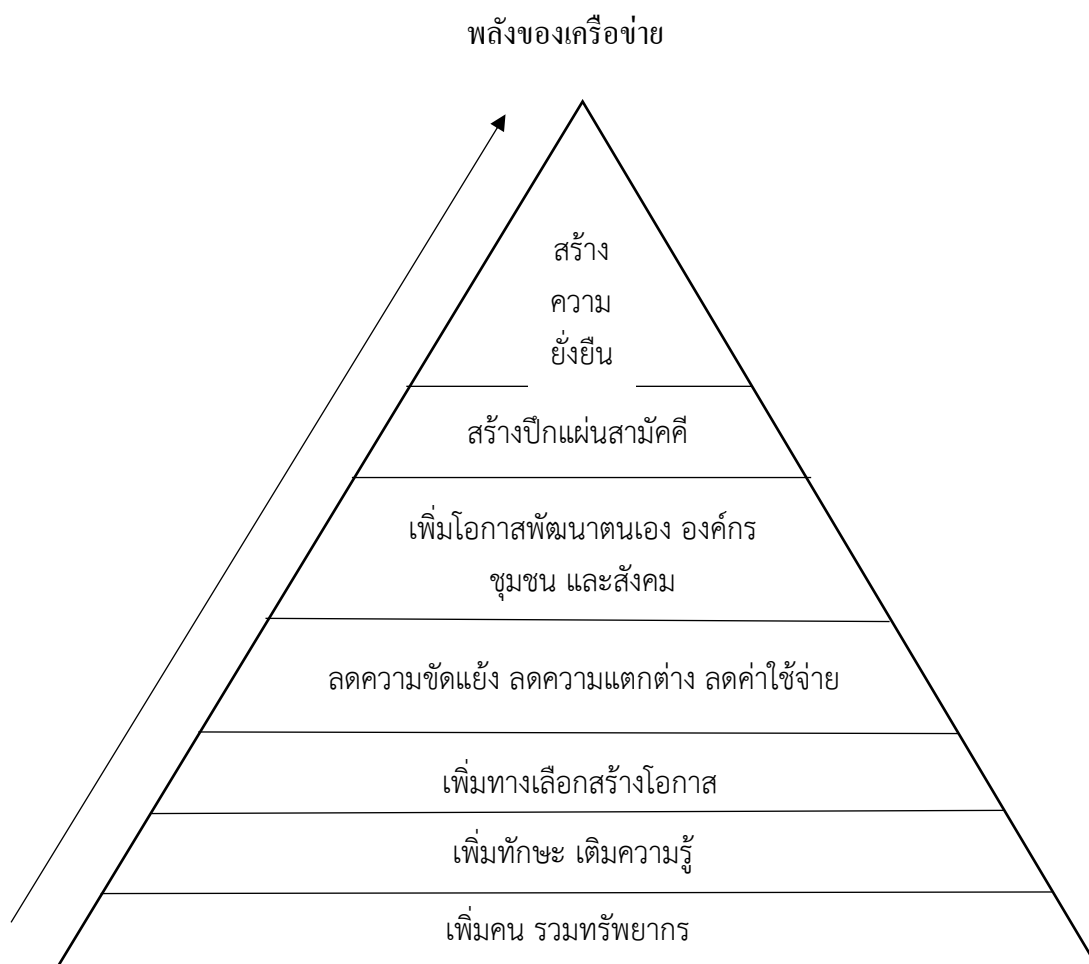 พลังของเครือข่าย
สร้าง
ความ
ยั่งยืน
สร้างปึกแผ่นสามัคคี
เพิ่มโอกาสพัฒนาตนเอง องค์กร
ชุมชน และสังคม
ลดความขัดแย้ง ลดความแตกต่าง ลดค่าใช้จ่าย
เพิ่มทางเลือกสร้างโอกาส
เพิ่มทักษะ เติมความรู้
เพิ่มคน รวมทรัพยากร